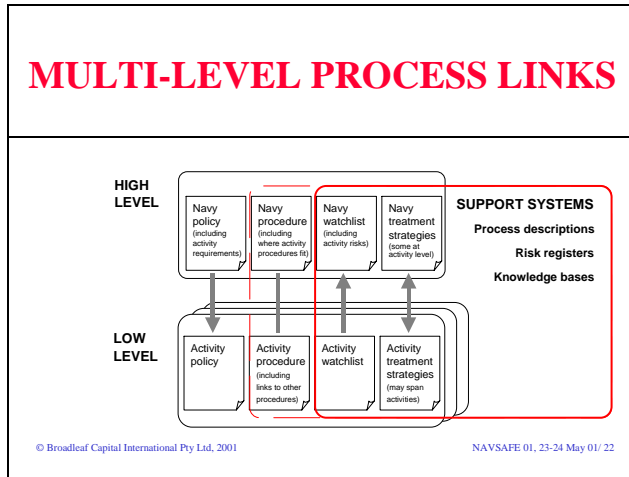 MULTI-LEVEL PROCESS LINKS
HIGH
LEVEL
Navy
policy
(including
activity
requirements)
Navy
procedure
(including
where activity
procedures fit)
Navy
watchlist
(including
activity risks)
Navy
treatment
strategies
(some at
activity level)
SUPPORT SYSTEMS
Process descriptions
Risk registers
Knowledge bases
LOW
LEVEL
Activity
policy
Activity
procedure
(including
links to other
procedures)
Activity
watchlist
Activity
treatment
strategies
(may span
activities)
© Broadleaf Capital International Pty Ltd, 2001
NAVSAFE 01, 23-24 May 01/ 22